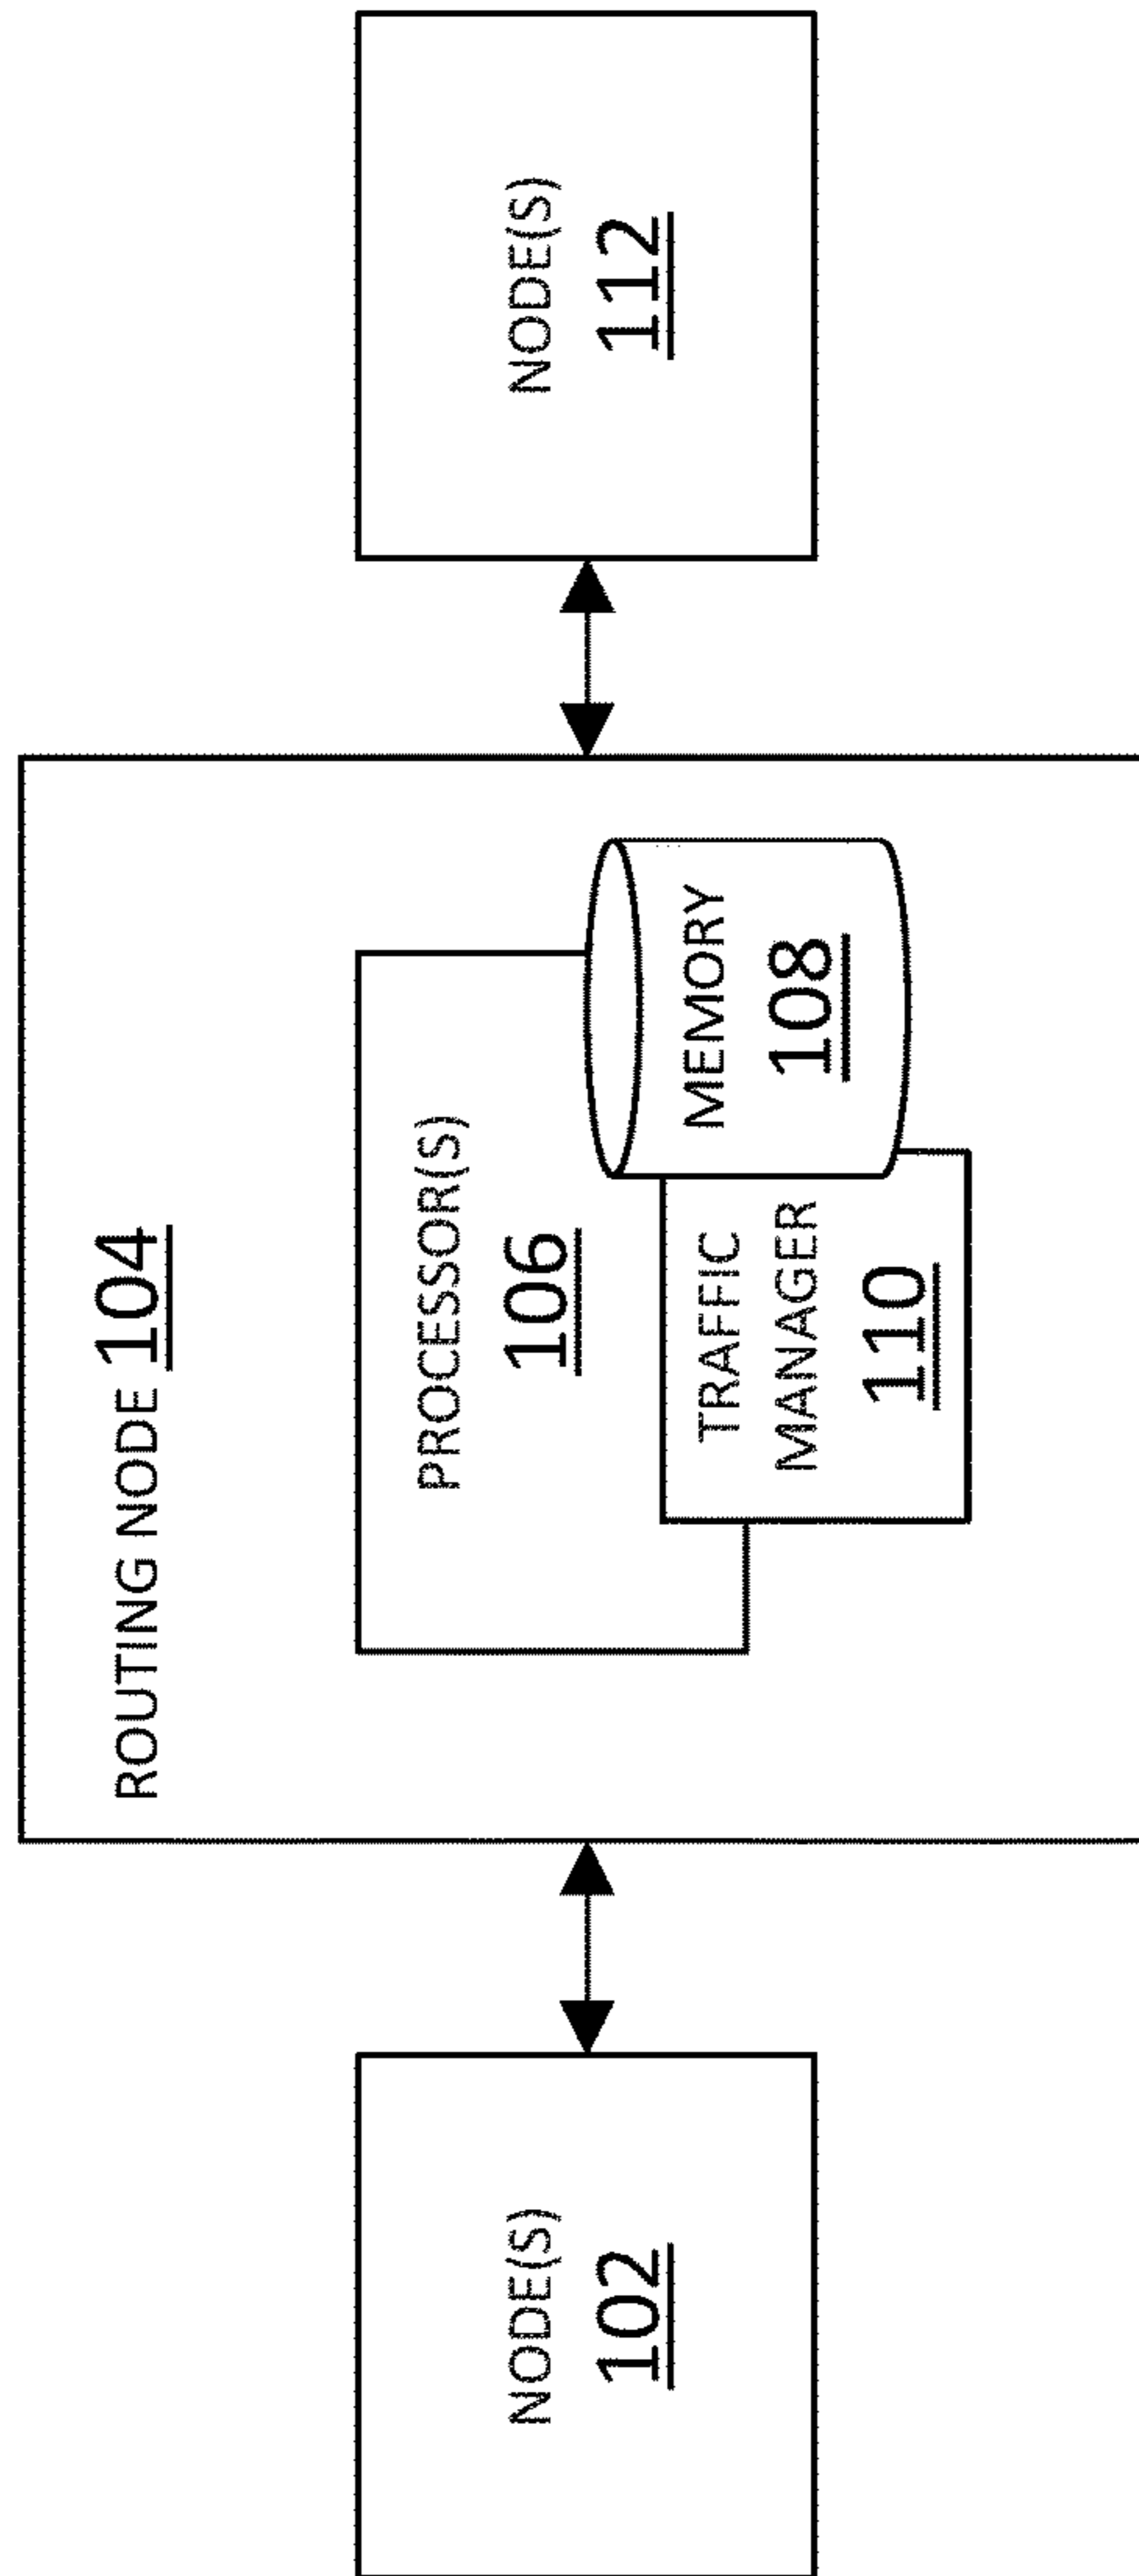 NODE(S)
102
ROUTING NODE 104
PROCESSOR(S)
106
TRAFFIC
MANAGER
110
MEMORY
108
NODE(S)
112